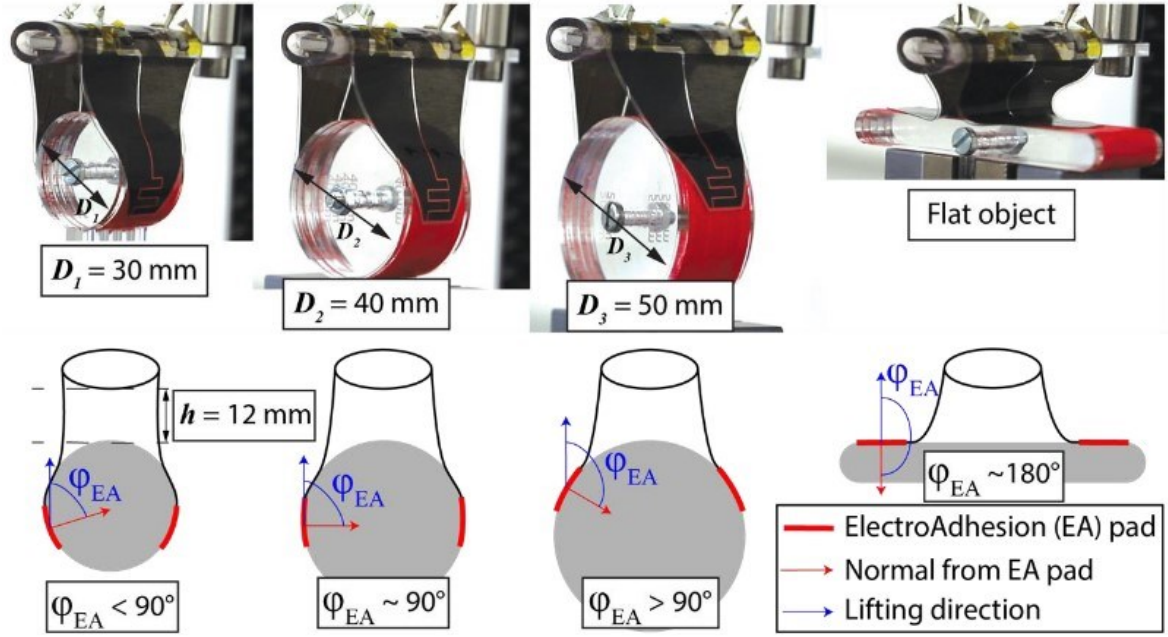 D₁
D₂
D₃
D₁ = 30 mm
D₂ = 40 mm
D₃ = 50 mm
Flat object
h = 12 mm
φEA
φEA
φEA
φEA
φEA < 90°
φEA ~ 90°
φEA > 90°
φEA ~180°
ElectroAdhesion (EA) pad
Normal from EA pad
Lifting direction